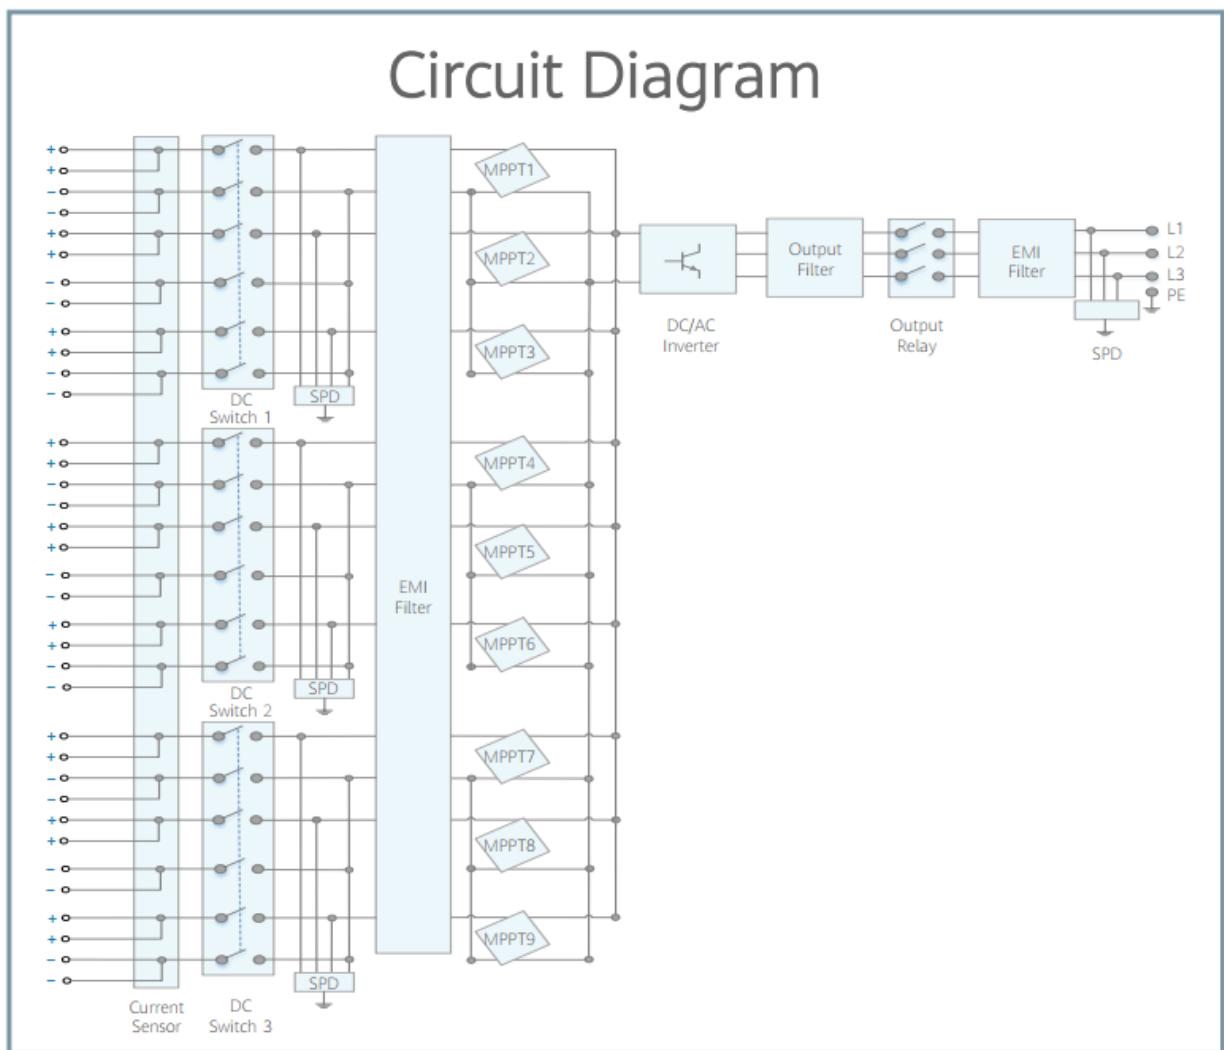 Circuit Diagram
+
+
−
−
+
+
−
−
+
+
−
−
DC
Switch 1
SPD
+
+
−
−
+
+
−
−
+
+
−
−
DC
Switch 2
SPD
+
+
−
−
+
+
−
−
+
+
−
−
Current
Sensor
DC
Switch 3
SPD
EMI
Filter
MPPT1
MPPT2
MPPT3
MPPT4
MPPT5
MPPT6
MPPT7
MPPT8
MPPT9
DC/AC
Inverter
Output
Filter
Output
Relay
EMI
Filter
L1
L2
L3
PE
SPD